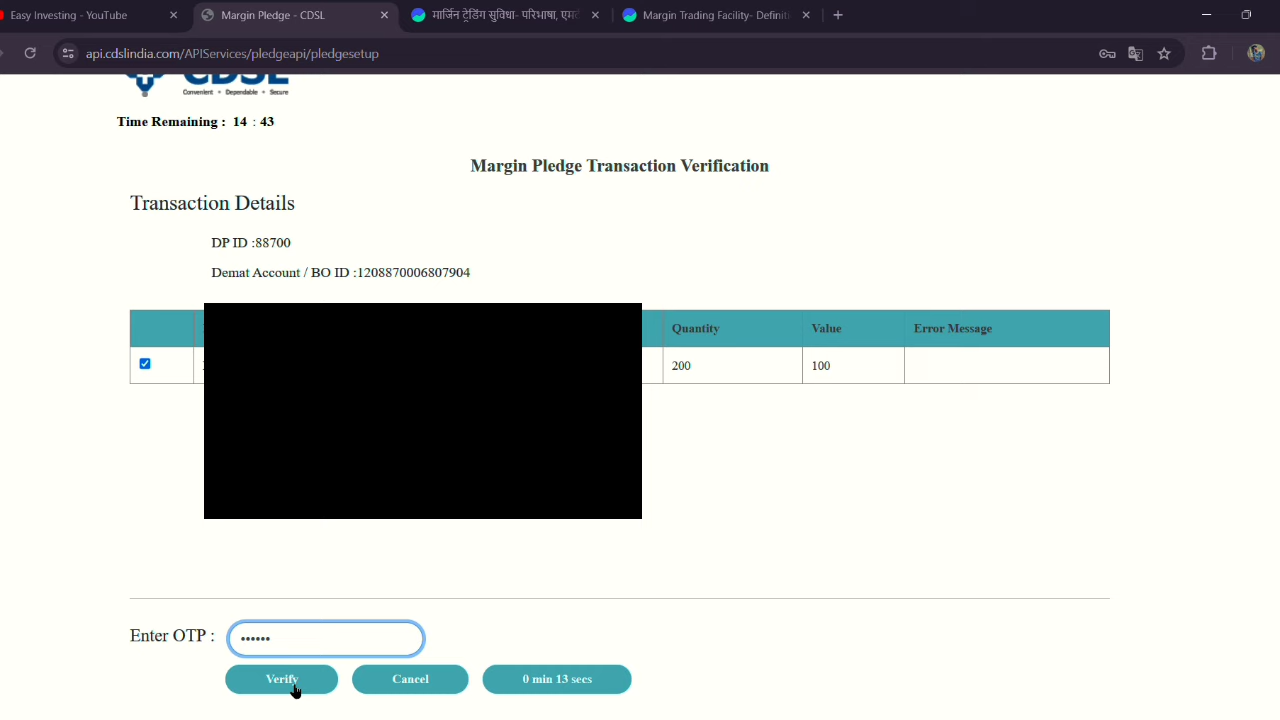 Easy Investing - YouTube
Margin Pledge - CDSL
मार्जिन ट्रेडिंग सुविधा- परिभाषा,
Margin Trading Facility- Definiti
api.cdslindia.com/APIServices/pledgeapi/pledgesetup
CDSL
Convenient • Dependable • Secure
Time Remaining : 14 : 43
Margin Pledge Transaction Verification
Transaction Details
DP ID :88700
Demat Account / BO ID :1208870006807904
Quantity Value Error Message
200 100
Enter OTP : ••••••
Verify Cancel 0 min 13 secs